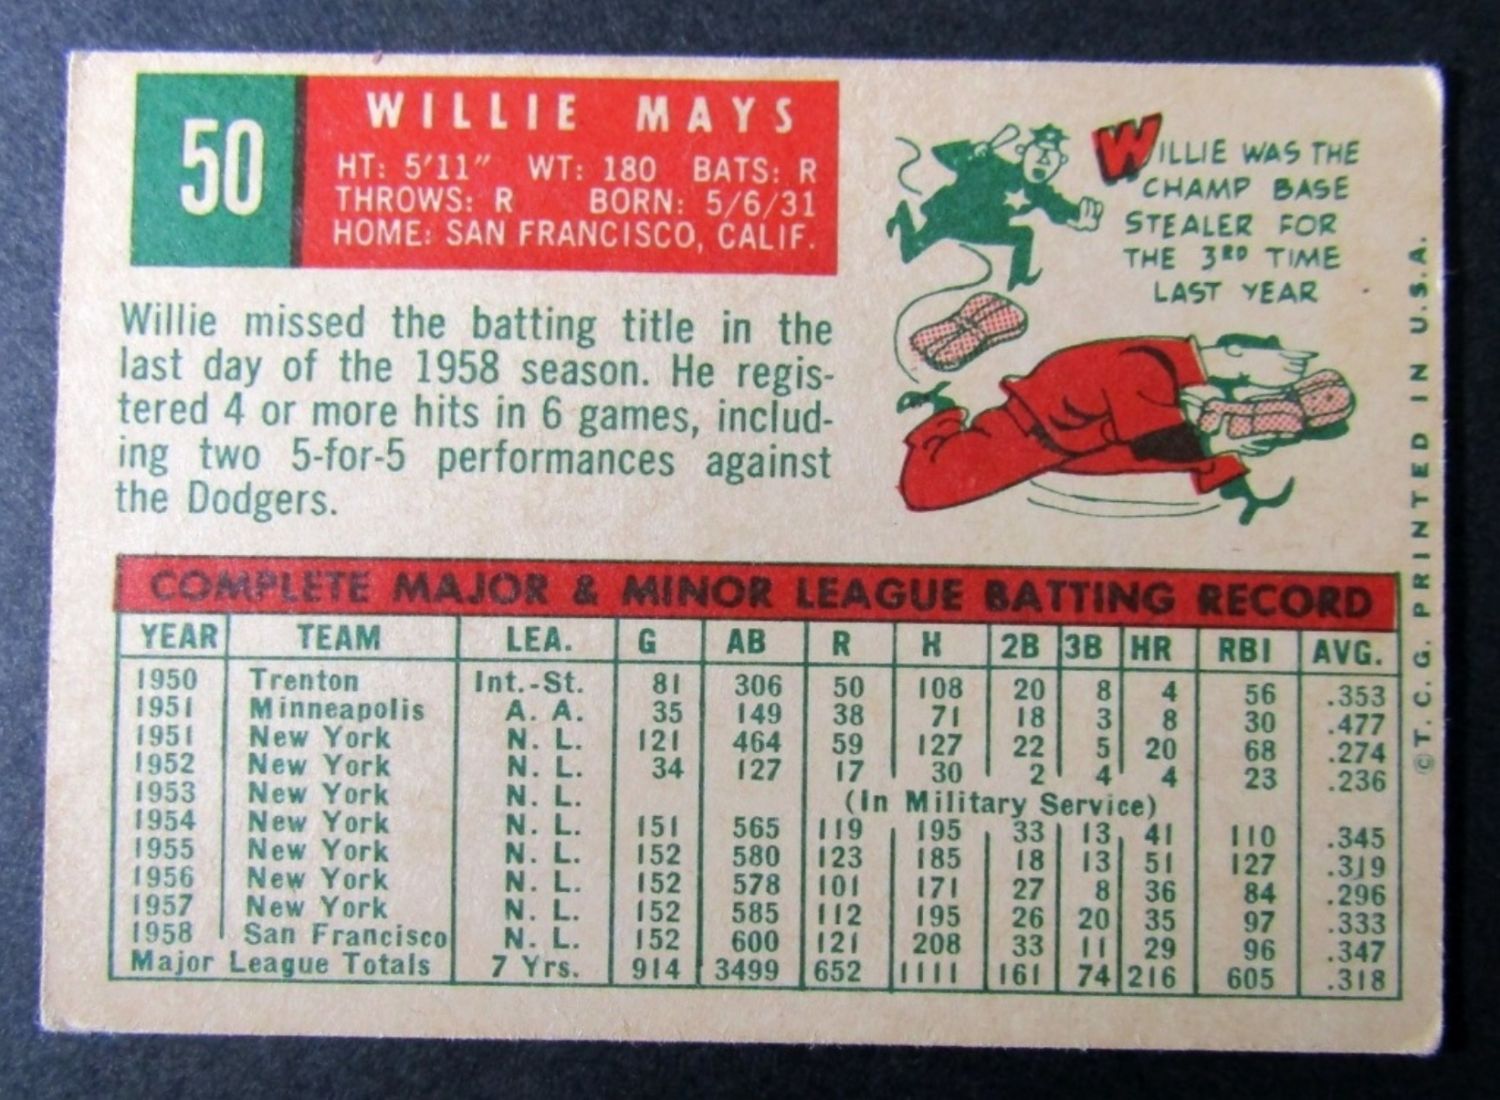 50
WILLIE MAYS
HT: 5'11" WT: 180 BATS: R
THROWS: R BORN: 5/6/31
HOME: SAN FRANCISCO, CALIF.
WILLIE WAS THE
CHAMP BASE
STEALER FOR
THE 3RD TIME
LAST YEAR
Willie missed the batting title in the
last day of the 1958 season. He regis-
tered 4 or more hits in 6 games, includ-
ing two 5-for-5 performances against
the Dodgers.
COMPLETE MAJOR & MINOR LEAGUE BATTING RECORD
YEAR TEAM LEA. G AB R H 2B 3B HR RBI AVG.
1950 Trenton Int.-St. 81 306 50 108 20 8 4 56 .353
1951 Minneapolis A. A. 35 149 38 71 18 3 8 30 .477
1951 New York N. L. 121 464 59 127 22 5 20 68 .274
1952 New York N. L. 34 127 17 30 2 4 4 23 .236
1953 New York N. L. (In Military Service)
1954 New York N. L. 151 565 119 195 33 13 41 110 .345
1955 New York N. L. 152 580 123 185 18 13 51 127 .319
1956 New York N. L. 152 578 101 171 27 8 36 84 .296
1957 New York N. L. 152 585 112 195 26 20 35 97 .333
1958 San Francisco N. L. 152 600 121 208 33 11 29 96 .347
Major League Totals 7 Yrs. 914 3499 652 1111 161 74 216 605 .318
©T.C.G. PRINTED IN U.S.A.